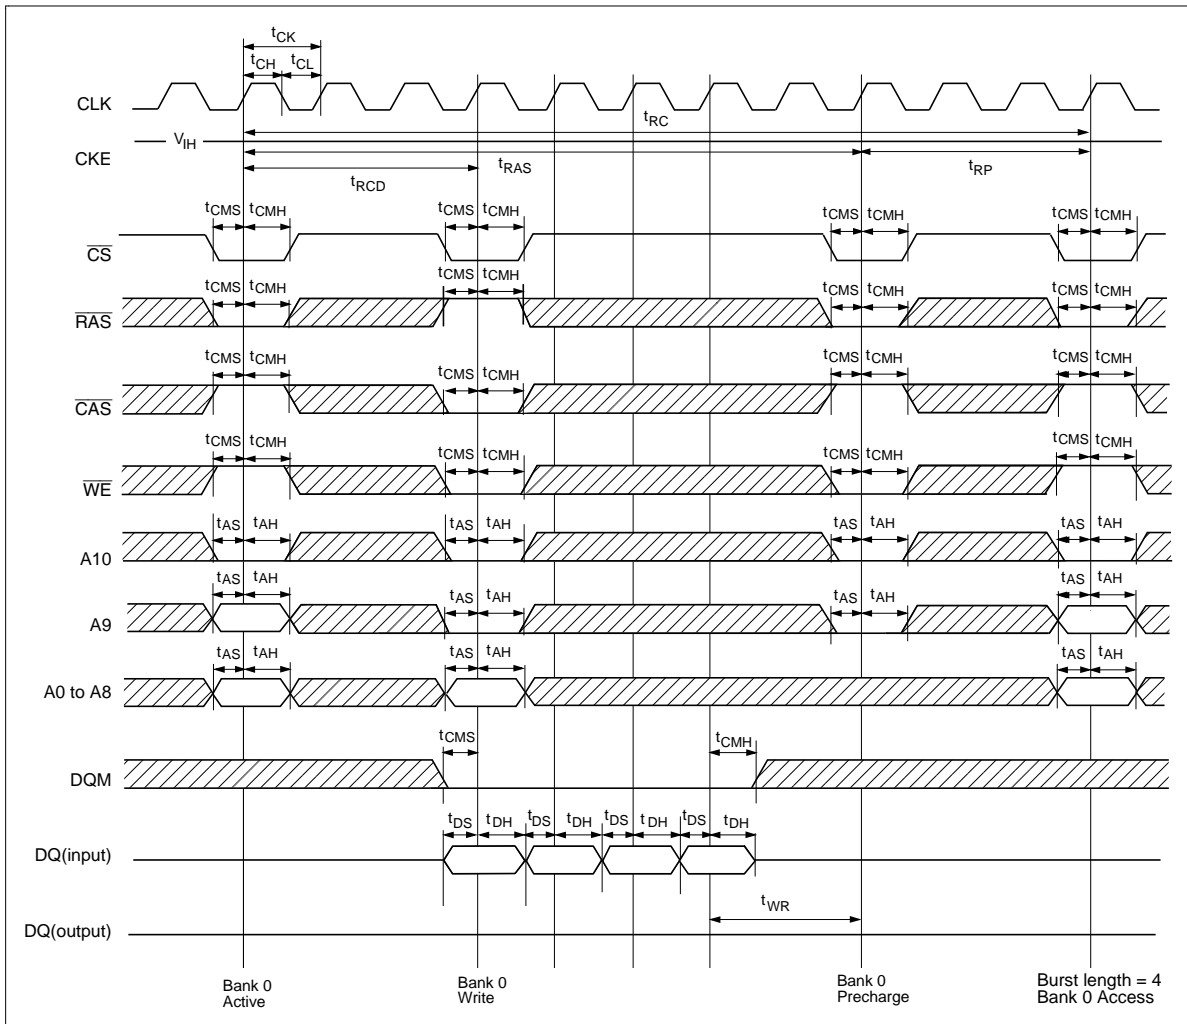 tCK
tCH tCL
CLK
tRC
VIH
CKE
tRAS tRP
tRCD
tCMS tCMH tCMS tCMH tCMS tCMH tCMS tCMH
CS
tCMS tCMH
tCMS tCMH tCMS tCMH tCMS tCMH
RAS
tCMS tCMH tCMS tCMH tCMS tCMH tCMS tCMH
CAS
tCMS tCMH tCMS tCMH tCMS tCMH tCMS tCMH
WE
tAS tAH tAS tAH tAS tAH tAS tAH
A10
tAS tAH tAS tAH tAS tAH tAS tAH
A9
tAS tAH tAS tAH tAS tAH
A0 to A8
tCMS tCMH
DQM
tDS tDH tDS tDH tDS tDH tDS tDH
DQ(input)
tWR
DQ(output)
Bank 0
Active
Bank 0
Write
Bank 0
Precharge
Burst length = 4
Bank 0 Access